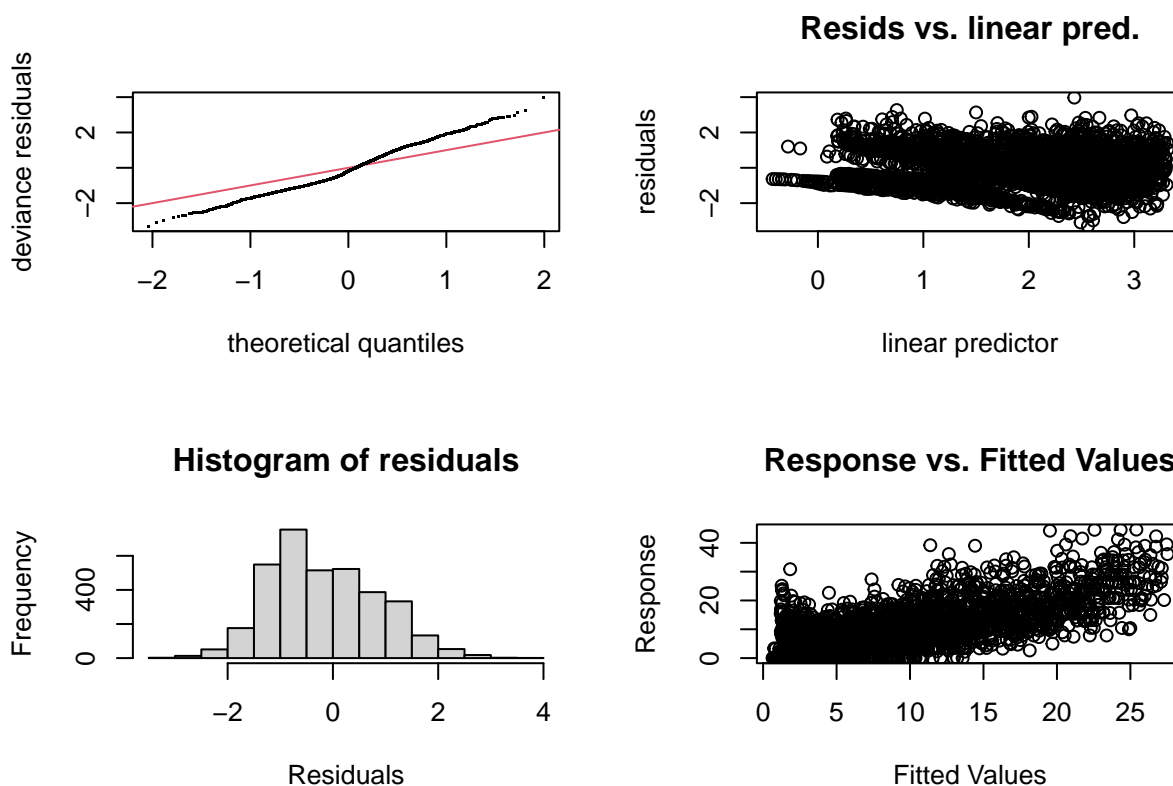 deviance residuals
2
−2
−2
−1
0
1
2
theoretical quantiles
Resids vs. linear pred.
residuals
2
−2
0
1
2
3
linear predictor
Histogram of residuals
Frequency
400
0
−2
0
2
4
Residuals
Response vs. Fitted Values
Response
40
20
0
0
5
10
15
20
25
Fitted Values